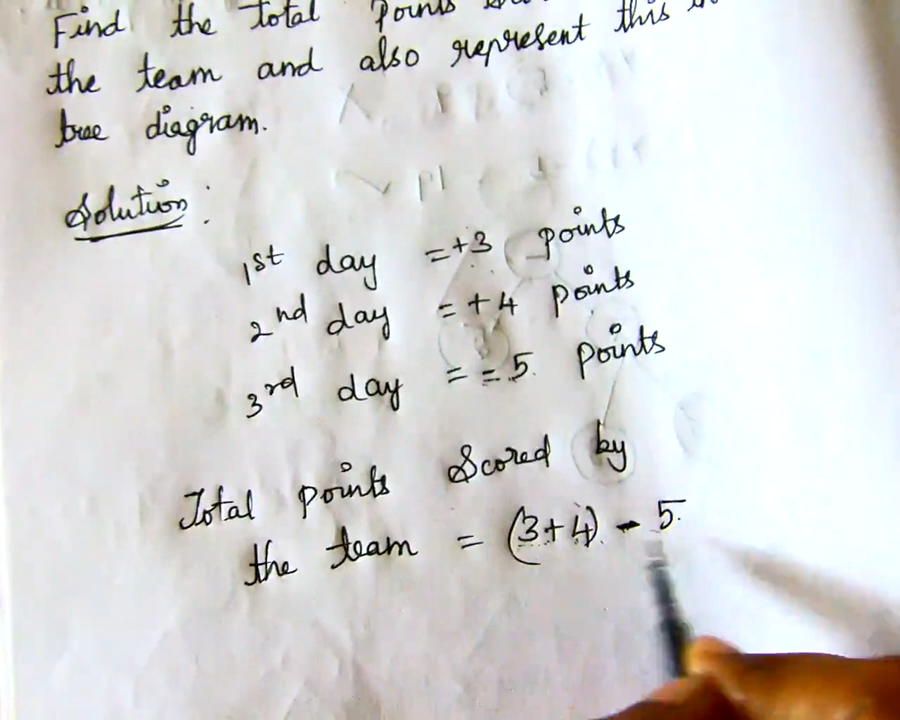 Find the total points
the team and also represent this
tree diagram.
Solution :
1st day = +3 points
2nd day = + 4 points
3rd day = - 5 points
Total points Scored by
the team = (3+4) - 5